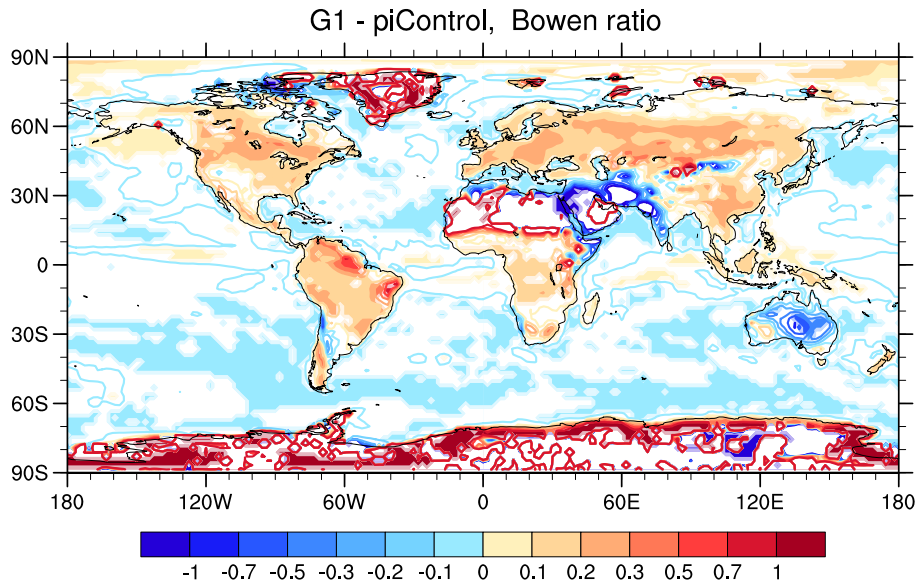 G1 - piControl, Bowen ratio
90N
60N
30N
0
30S
60S
90S
180 120W 60W 0 60E 120E 180
-1 -0.7 -0.5 -0.3 -0.2 -0.1 0 0.1 0.2 0.3 0.5 0.7 1